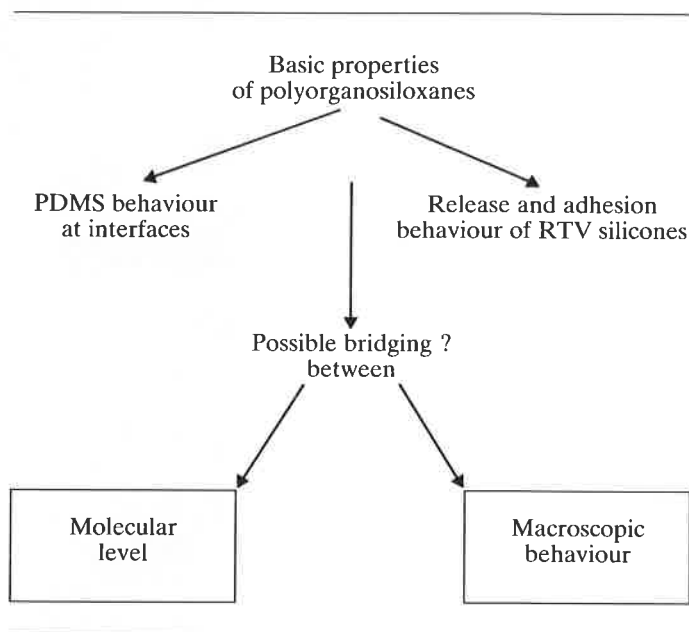 Basic properties
of polyorganosiloxanes
PDMS behaviour
at interfaces
Release and adhesion
behaviour of RTV silicones
Possible bridging ?
between
Molecular
level
Macroscopic
behaviour